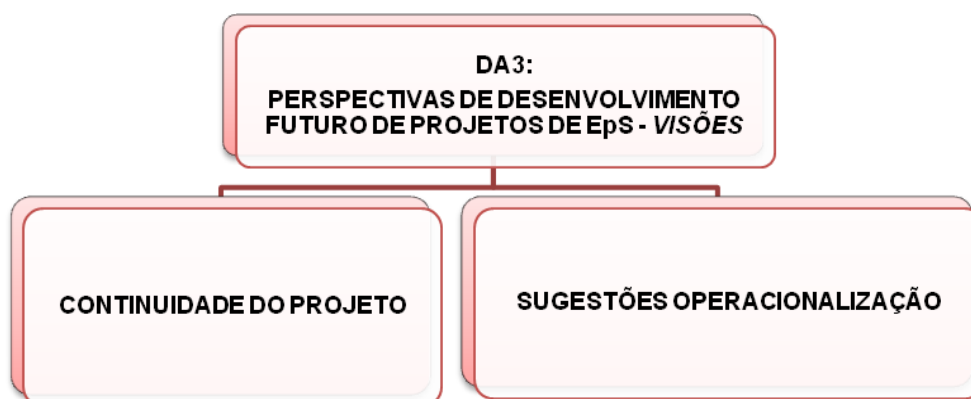 DA3:
PERSPECTIVAS DE DESENVOLVIMENTO
FUTURO DE PROJETOS DE EpS - VISÕES
CONTINUIDADE DO PROJETO
SUGESTÕES OPERACIONALIZAÇÃO